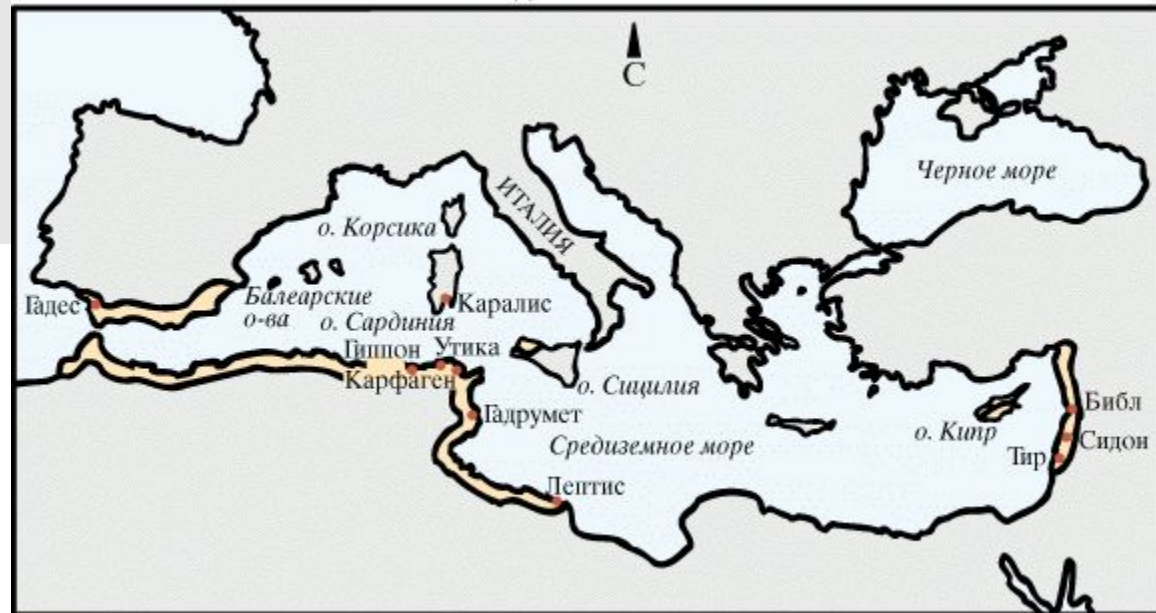 С
Черное море
ИТАЛИЯ
о. Корсика
Гадес
Балеарские
о-ва
Каралис
о. Сардиния
Гиппон
Утика
Карфаген
о. Сицилия
Гадрумет
Библ
о. Кипр
Сидон
Средиземное море
Тир
Лептис